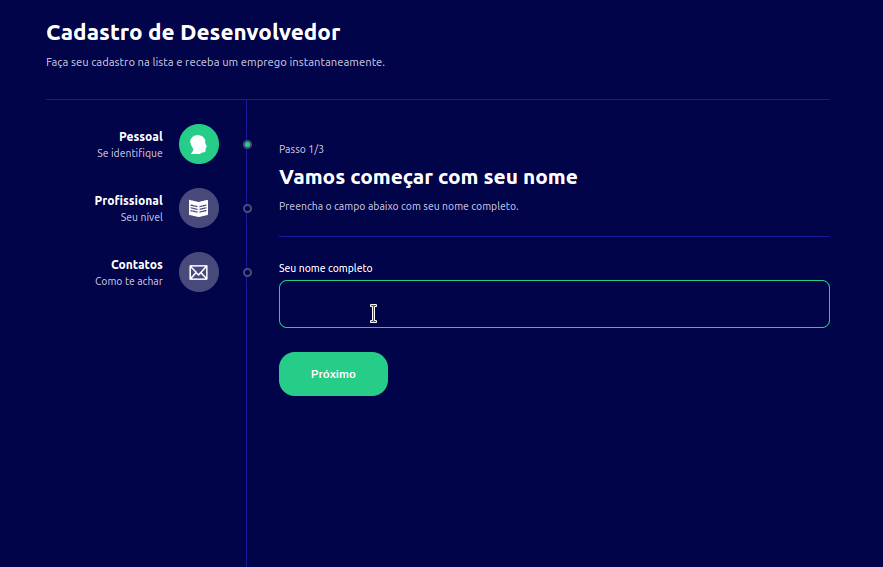 Cadastro de Desenvolvedor
Faça seu cadastro na lista e receba um emprego instantaneamente.
Pessoal
Se identifique
Profissional
Seu nível
Contatos
Como te achar
Passo 1/3
Vamos começar com seu nome
Preencha o campo abaixo com seu nome completo.
Seu nome completo
Próximo